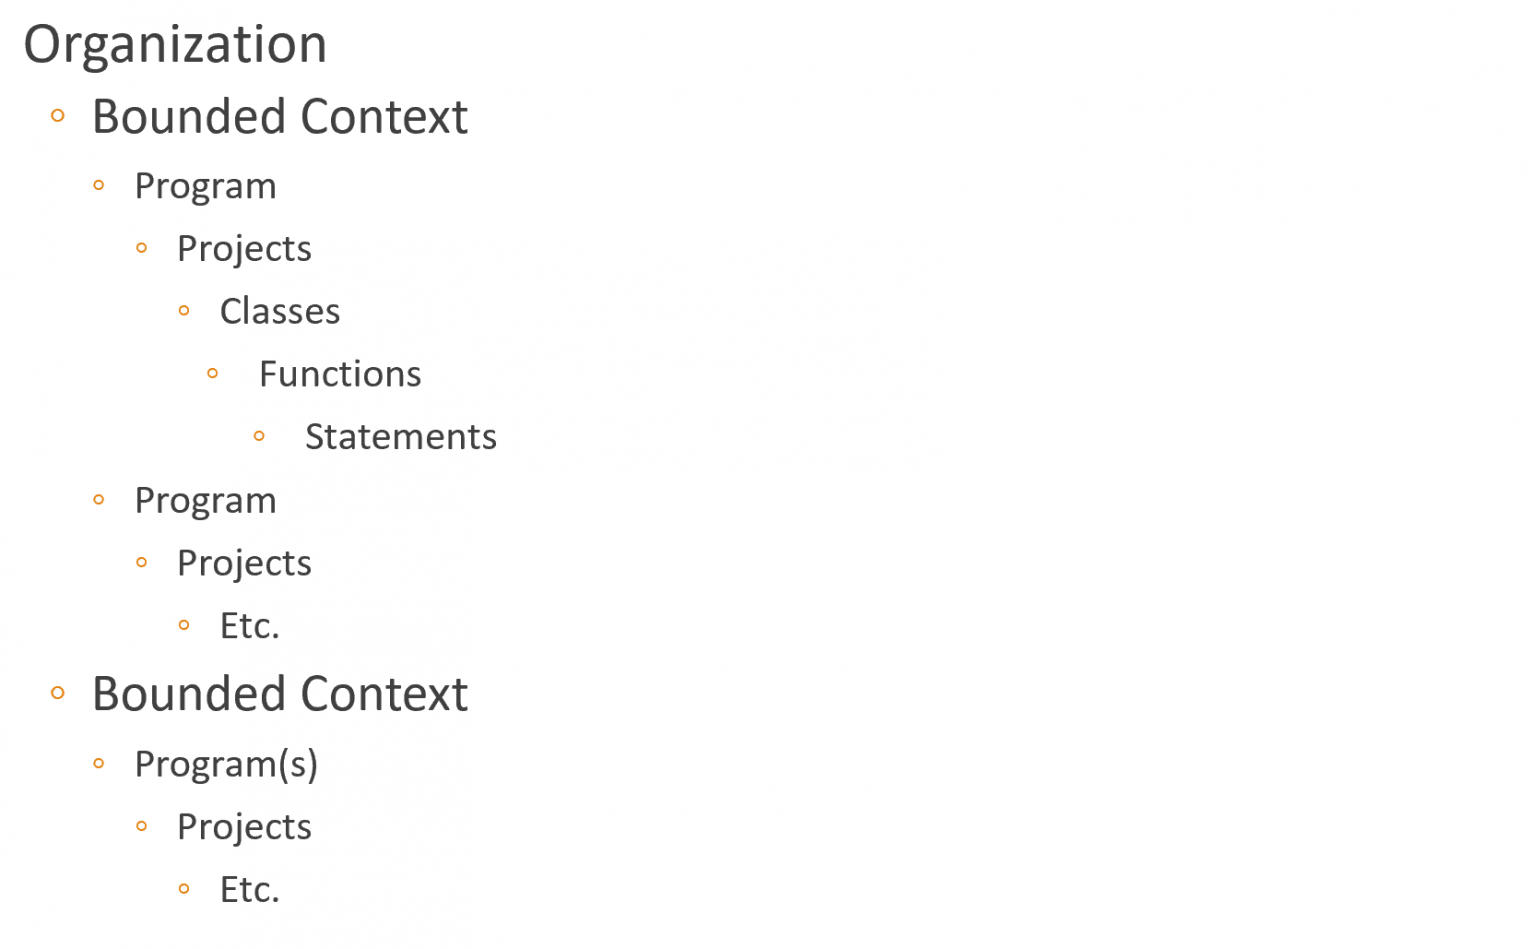 Organization
Bounded Context
Program
Projects
Classes
Functions
Statements
Program
Projects
Etc.
Bounded Context
Program(s)
Projects
Etc.